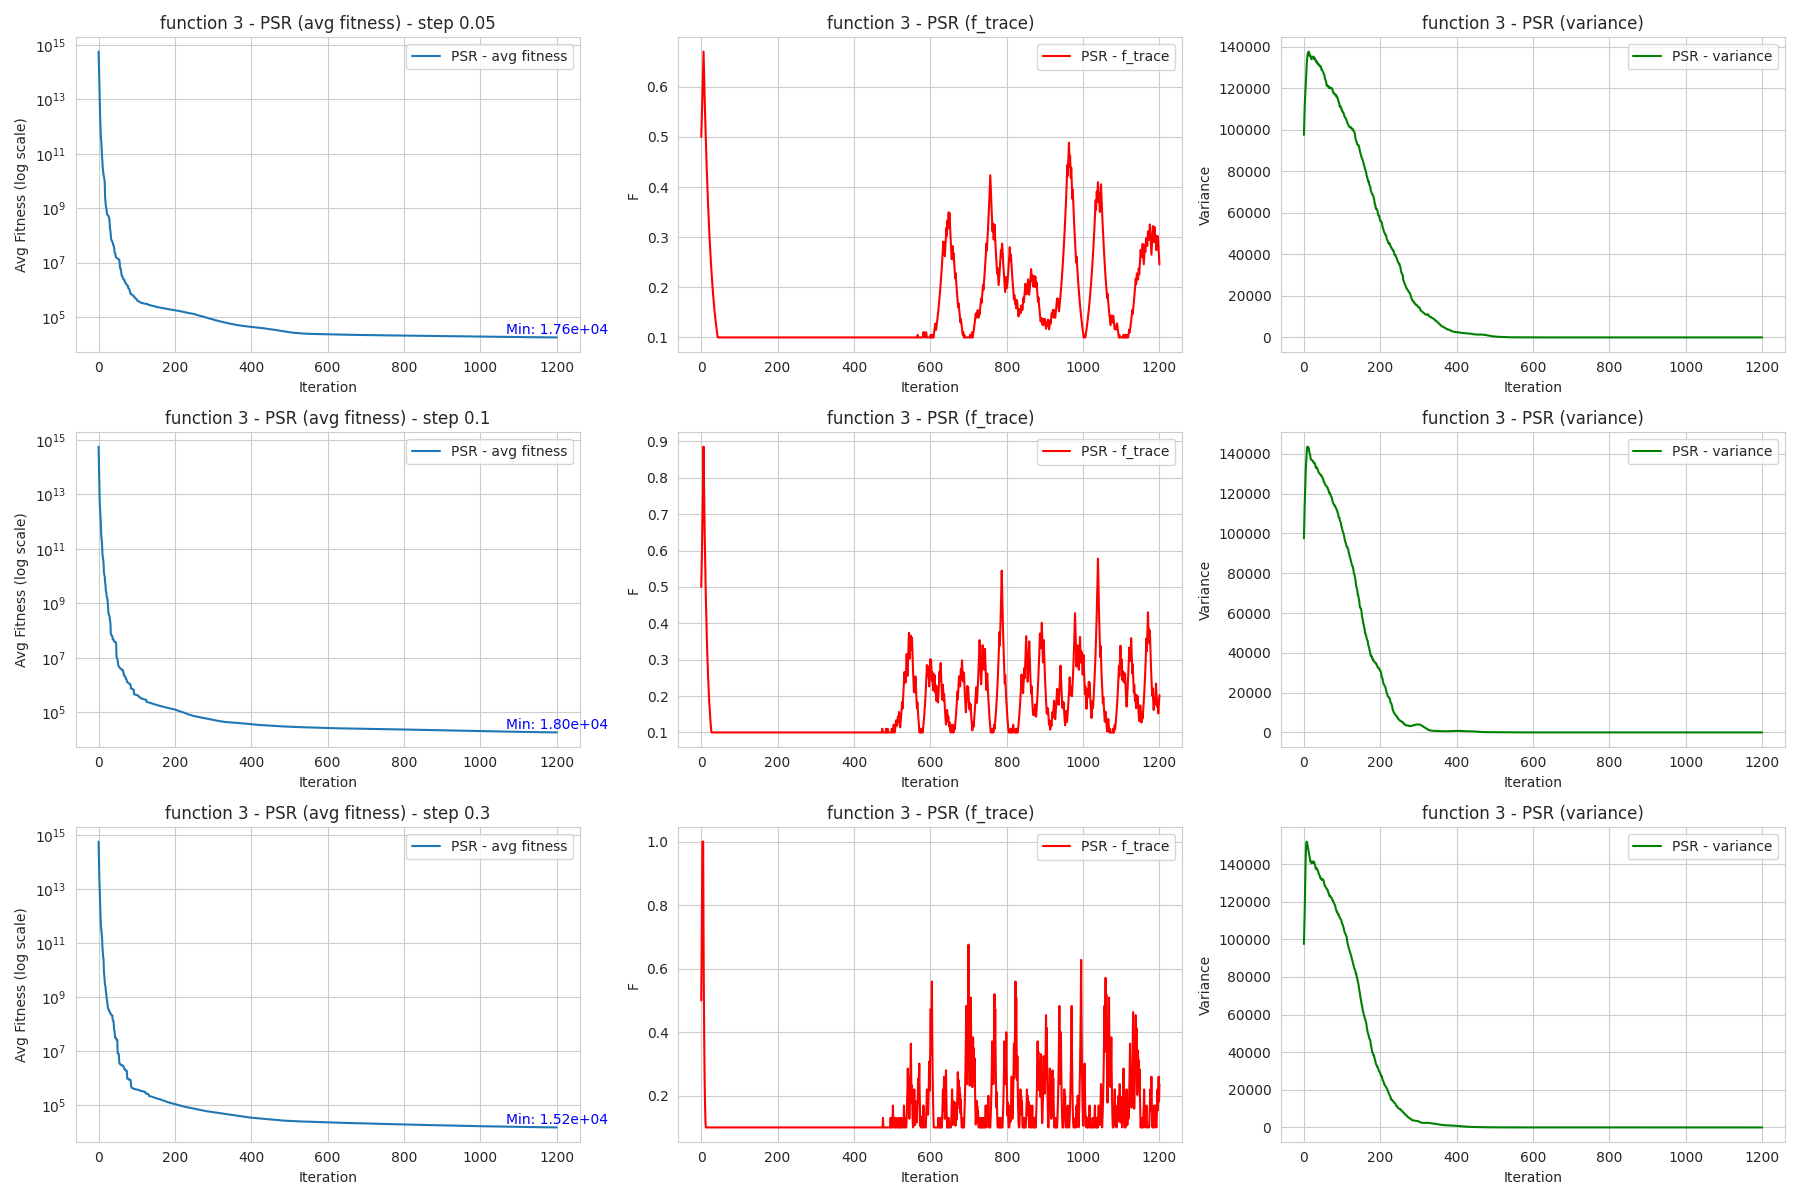 function 3 - PSR (avg fitness) - step 0.05
Avg Fitness (log scale)
10^15
10^13
10^11
10^9
10^7
10^5
PSR - avg fitness
Min: 1.76e+04
0 200 400 600 800 1000 1200
Iteration
function 3 - PSR (f_trace)
F
0.6
0.5
0.4
0.3
0.2
0.1
PSR - f_trace
0 200 400 600 800 1000 1200
Iteration
function 3 - PSR (variance)
Variance
140000
120000
100000
80000
60000
40000
20000
0
PSR - variance
0 200 400 600 800 1000 1200
Iteration
function 3 - PSR (avg fitness) - step 0.1
Avg Fitness (log scale)
10^15
10^13
10^11
10^9
10^7
10^5
PSR - avg fitness
Min: 1.80e+04
0 200 400 600 800 1000 1200
Iteration
function 3 - PSR (f_trace)
F
0.9
0.8
0.7
0.6
0.5
0.4
0.3
0.2
0.1
PSR - f_trace
0 200 400 600 800 1000 1200
Iteration
function 3 - PSR (variance)
Variance
140000
120000
100000
80000
60000
40000
20000
0
PSR - variance
0 200 400 600 800 1000 1200
Iteration
function 3 - PSR (avg fitness) - step 0.3
Avg Fitness (log scale)
10^15
10^13
10^11
10^9
10^7
10^5
PSR - avg fitness
Min: 1.52e+04
0 200 400 600 800 1000 1200
Iteration
function 3 - PSR (f_trace)
F
1.0
0.8
0.6
0.4
0.2
PSR - f_trace
0 200 400 600 800 1000 1200
Iteration
function 3 - PSR (variance)
Variance
140000
120000
100000
80000
60000
40000
20000
0
PSR - variance
0 200 400 600 800 1000 1200
Iteration